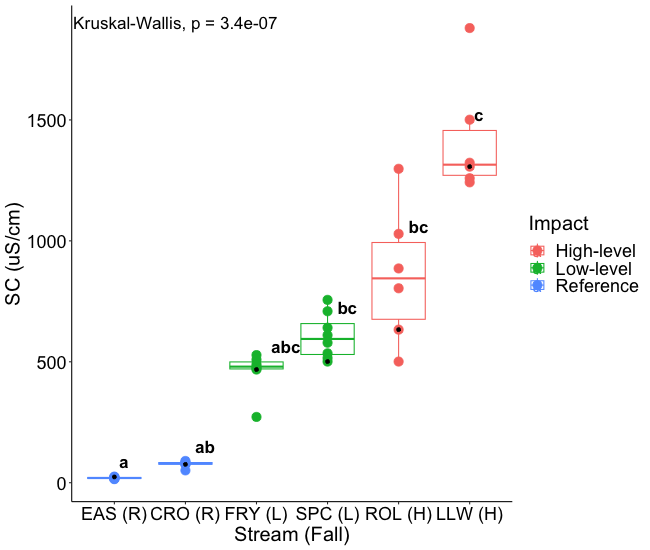 Kruskal-Wallis, p = 3.4e-07
SC (uS/cm)
1500
1000
500
0
a
ab
abc
bc
bc
c
EAS (R) CRO (R) FRY (L) SPC (L) ROL (H) LLW (H)
Stream (Fall)
Impact
High-level
Low-level
Reference